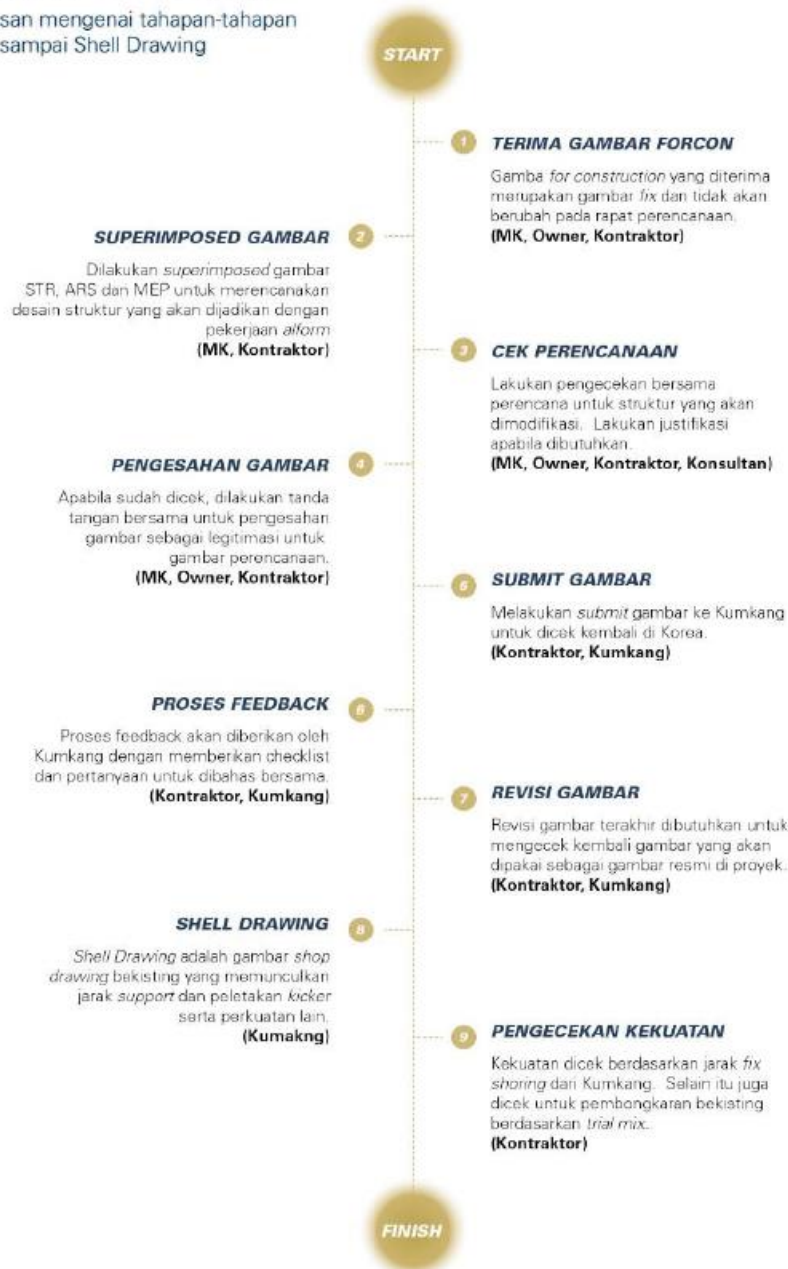 san mengenai tahapan-tahapan
sampai Shell Drawing
START
1
TERIMA GAMBAR FORCON
Gamba for construction yang diterima
merupakan gambar fix dan tidak akan
berubah pada rapat perencanaan.
(MK, Owner, Kontraktor)
2
SUPERIMPOSED GAMBAR
Dilakukan superimposed gambar
STR, ARS dan MEP untuk merencanakan
desain struktur yang akan dijadikan dengan
pekerjaan alform
(MK, Kontraktor)
3
CEK PERENCANAAN
Lakukan pengecekan bersama
perencana untuk struktur yang akan
dimodifikasi. Lakukan justifikasi
apabila dibutuhkan.
(MK, Owner, Kontraktor, Konsultan)
4
PENGESAHAN GAMBAR
Apabila sudah dicek, dilakukan tanda
tangan bersama untuk pengesahan
gambar sebagai legitimasi untuk
gambar perencanaan.
(MK, Owner, Kontraktor)
5
SUBMIT GAMBAR
Melakukan submit gambar ke Kumkang
untuk dicek kembali di Korea.
(Kontraktor, Kumkang)
6
PROSES FEEDBACK
Proses feedback akan diberikan oleh
Kumkang dengan memberikan checklist
dan pertanyaan untuk dibahas bersama.
(Kontraktor, Kumkang)
7
REVISI GAMBAR
Revisi gambar terakhir dibutuhkan untuk
mengecek kembali gambar yang akan
dipakai sebagai gambar resmi di proyek.
(Kontraktor, Kumkang)
8
SHELL DRAWING
Shell Drawing adalah gambar shop
drawing bekisting yang memunculkan
jarak support dan peletakan kicker
serta perkuatan lain.
(Kumakng)
9
PENGECEKAN KEKUATAN
Kekuatan dicek berdasarkan jarak fix
shoring dari Kumkang. Selain itu juga
dicek untuk pembongkaran bekisting
berdasarkan trial mix.
(Kontraktor)
FINISH